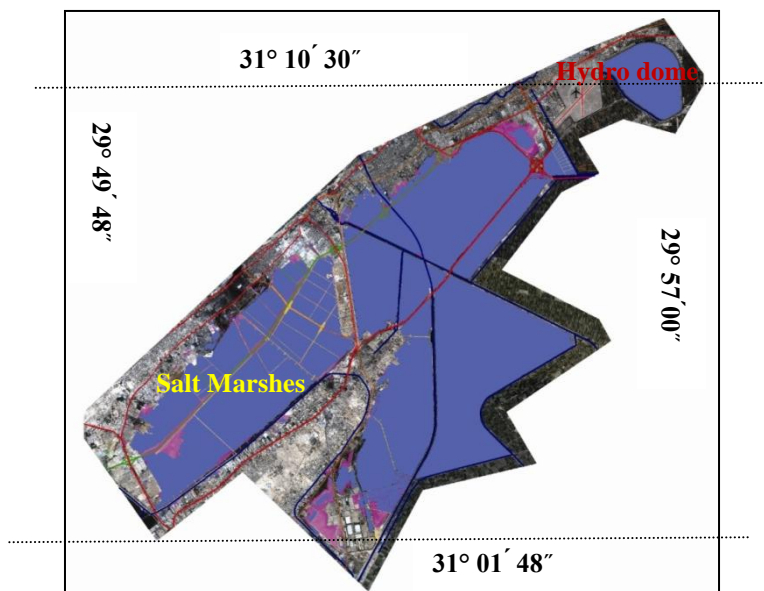 31° 10´ 30˝
Hydro dome
29° 49´ 48˝
29° 57´ 00˝
Salt Marshes
31° 01´ 48˝